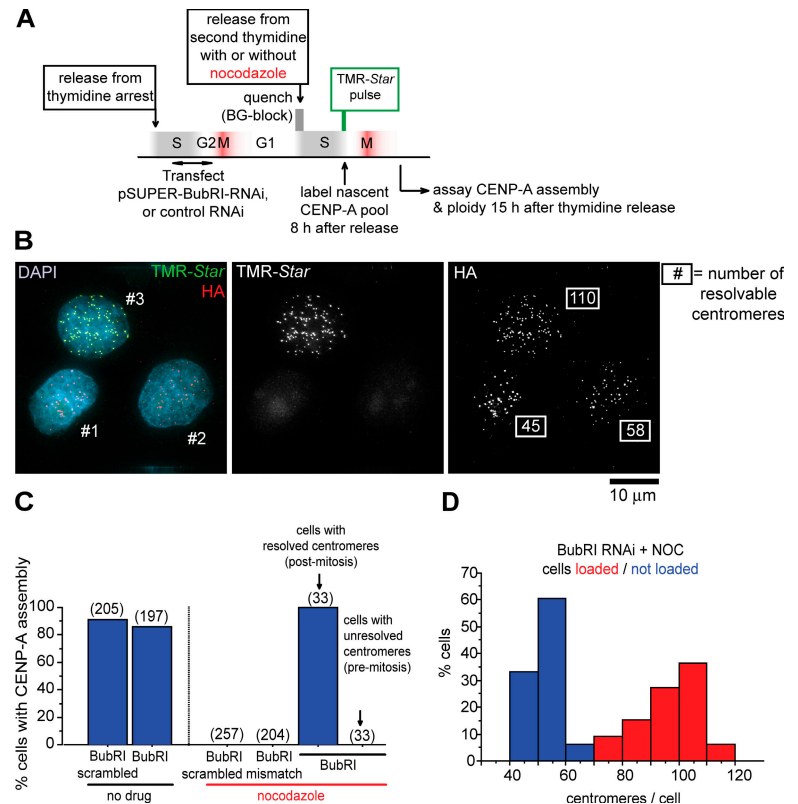 A
release from
thymidine arrest
release from
second thymidine
with or without
nocodazole
quench
(BG-block)
TMR-Star
pulse
S G2 M G1 S M
Transfect
pSUPER-BubRI-RNAi,
or control RNAi
label nascent
CENP-A pool
8 h after release
assay CENP-A assembly
& ploidy 15 h after thymidine release
B
DAPI TMR-Star
HA
#3
#1
#2
TMR-Star
HA
110
45
58
# = number of
resolvable
centromeres
10 µm
C
% cells with CENP-A assembly
100
80
60
40
20
0
(205)
(197)
(257)
(204)
(33)
(33)
cells with
resolved centromeres
(post-mitosis)
cells with
unresolved
centromeres
(pre-mitosis)
BubRI BubRI BubRI BubRI BubRI
scrambled scrambled mismatch
no drug nocodazole
D
BubRI RNAi + NOC
cells loaded / not loaded
% cells
70
60
50
40
30
20
10
0
40 60 80 100 120
centromeres / cell